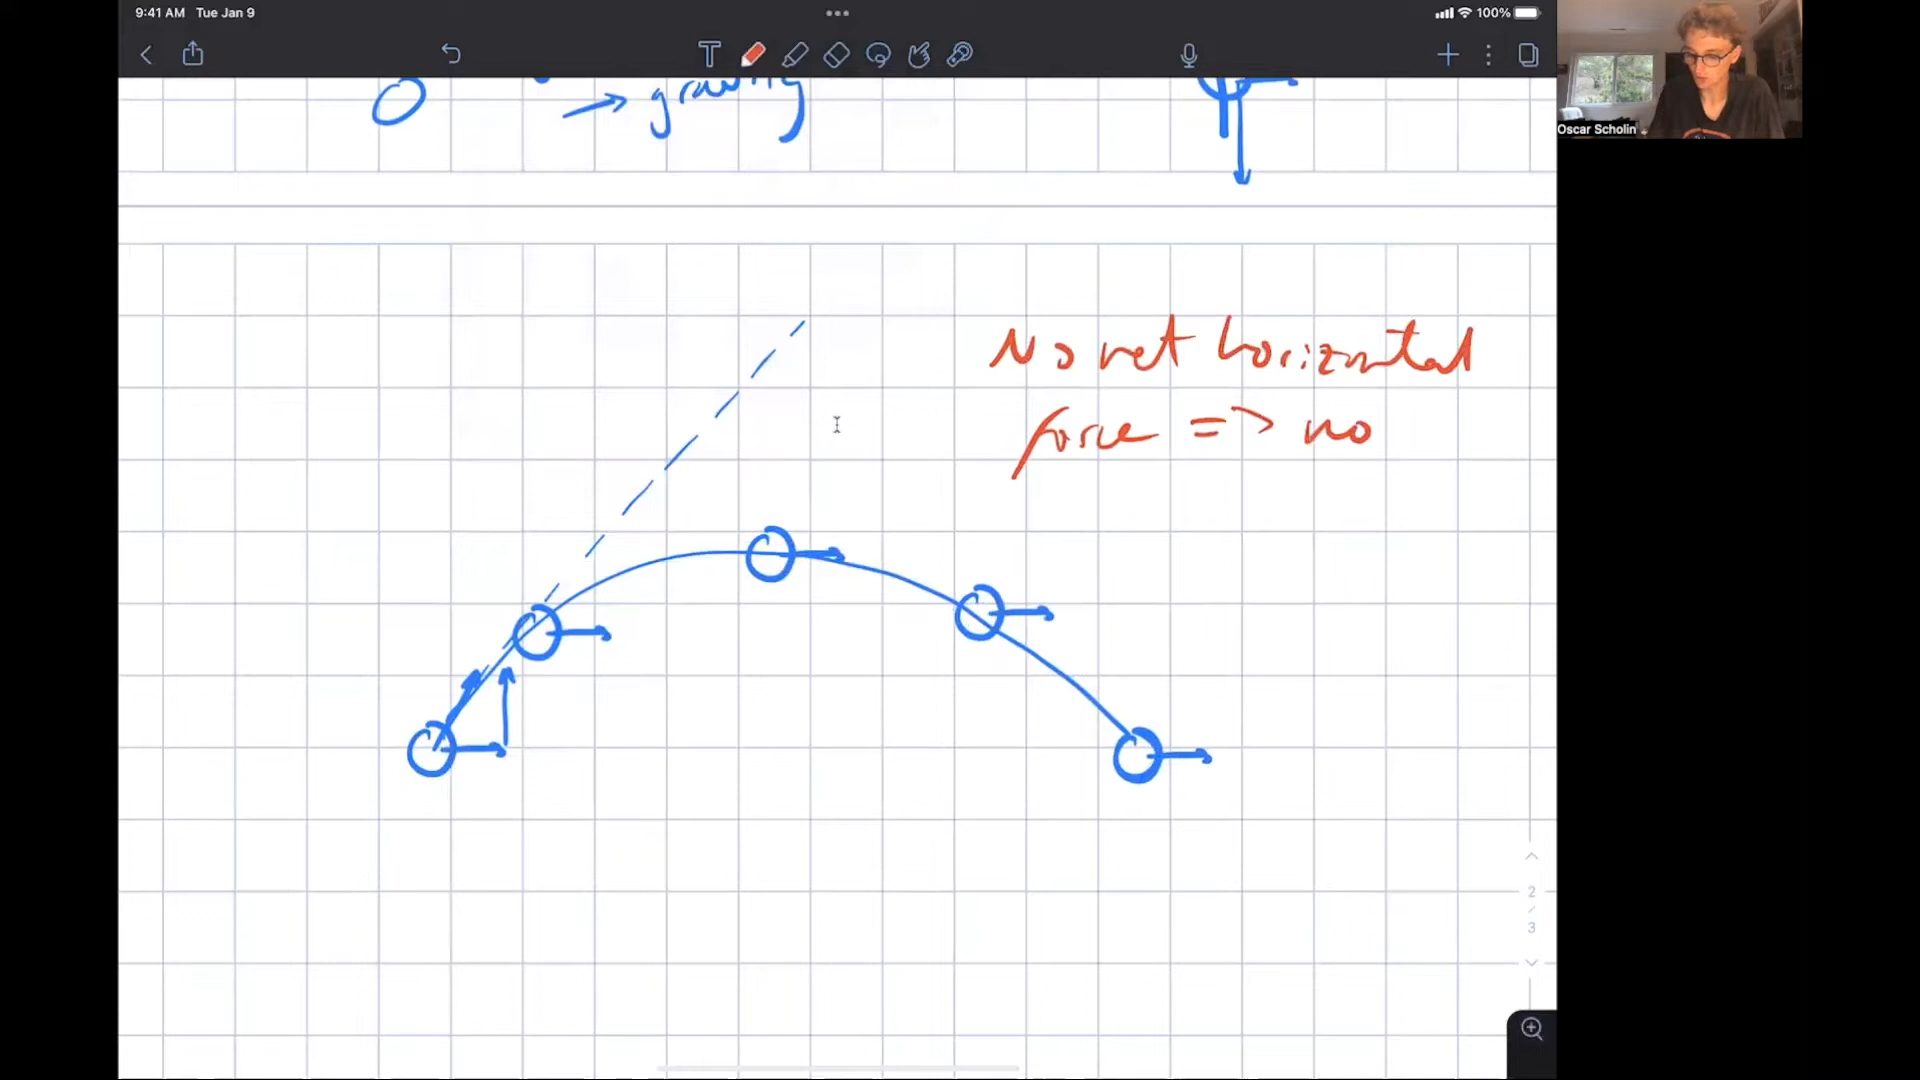 9:41 AM Tue Jan 9
100%
T
→ gravity
Oscar Scholin
No net horizontal
force => no
2
/
3